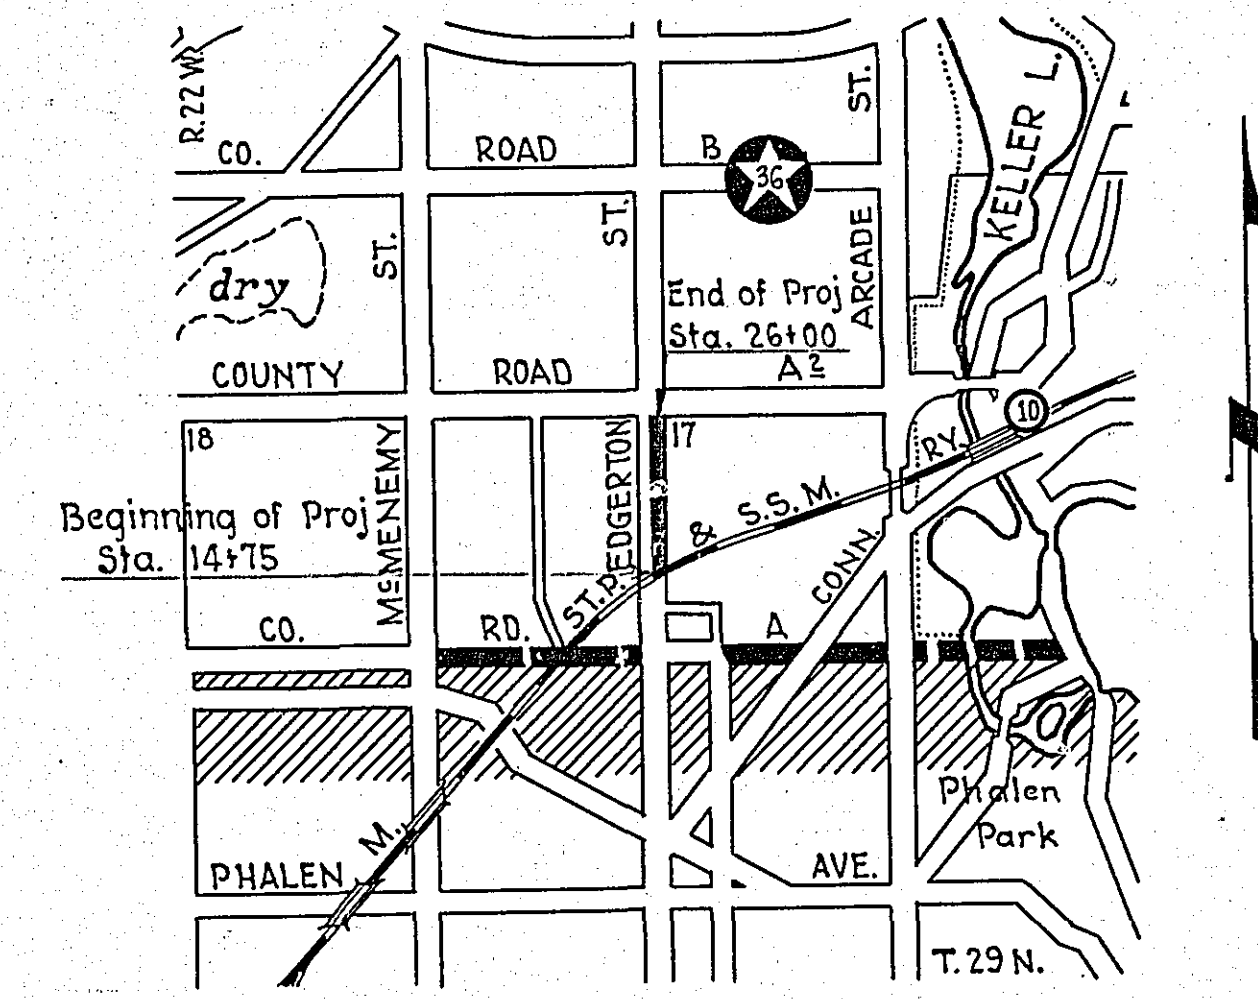 R.22 W.
CO. ROAD B
36
ST.
KELLER L.
ST.
ST.
ARCADE
dry
End of Proj
Sta. 26+00
COUNTY ROAD A2
10
18
17
McMENEMY
EDGERTON
RY.
Beginning of Proj
Sta. 14+75
ST. P. & S.S.M.
CONN.
CO. RD. A
Phalen
Park
M.
PHALEN AVE.
T. 29 N.